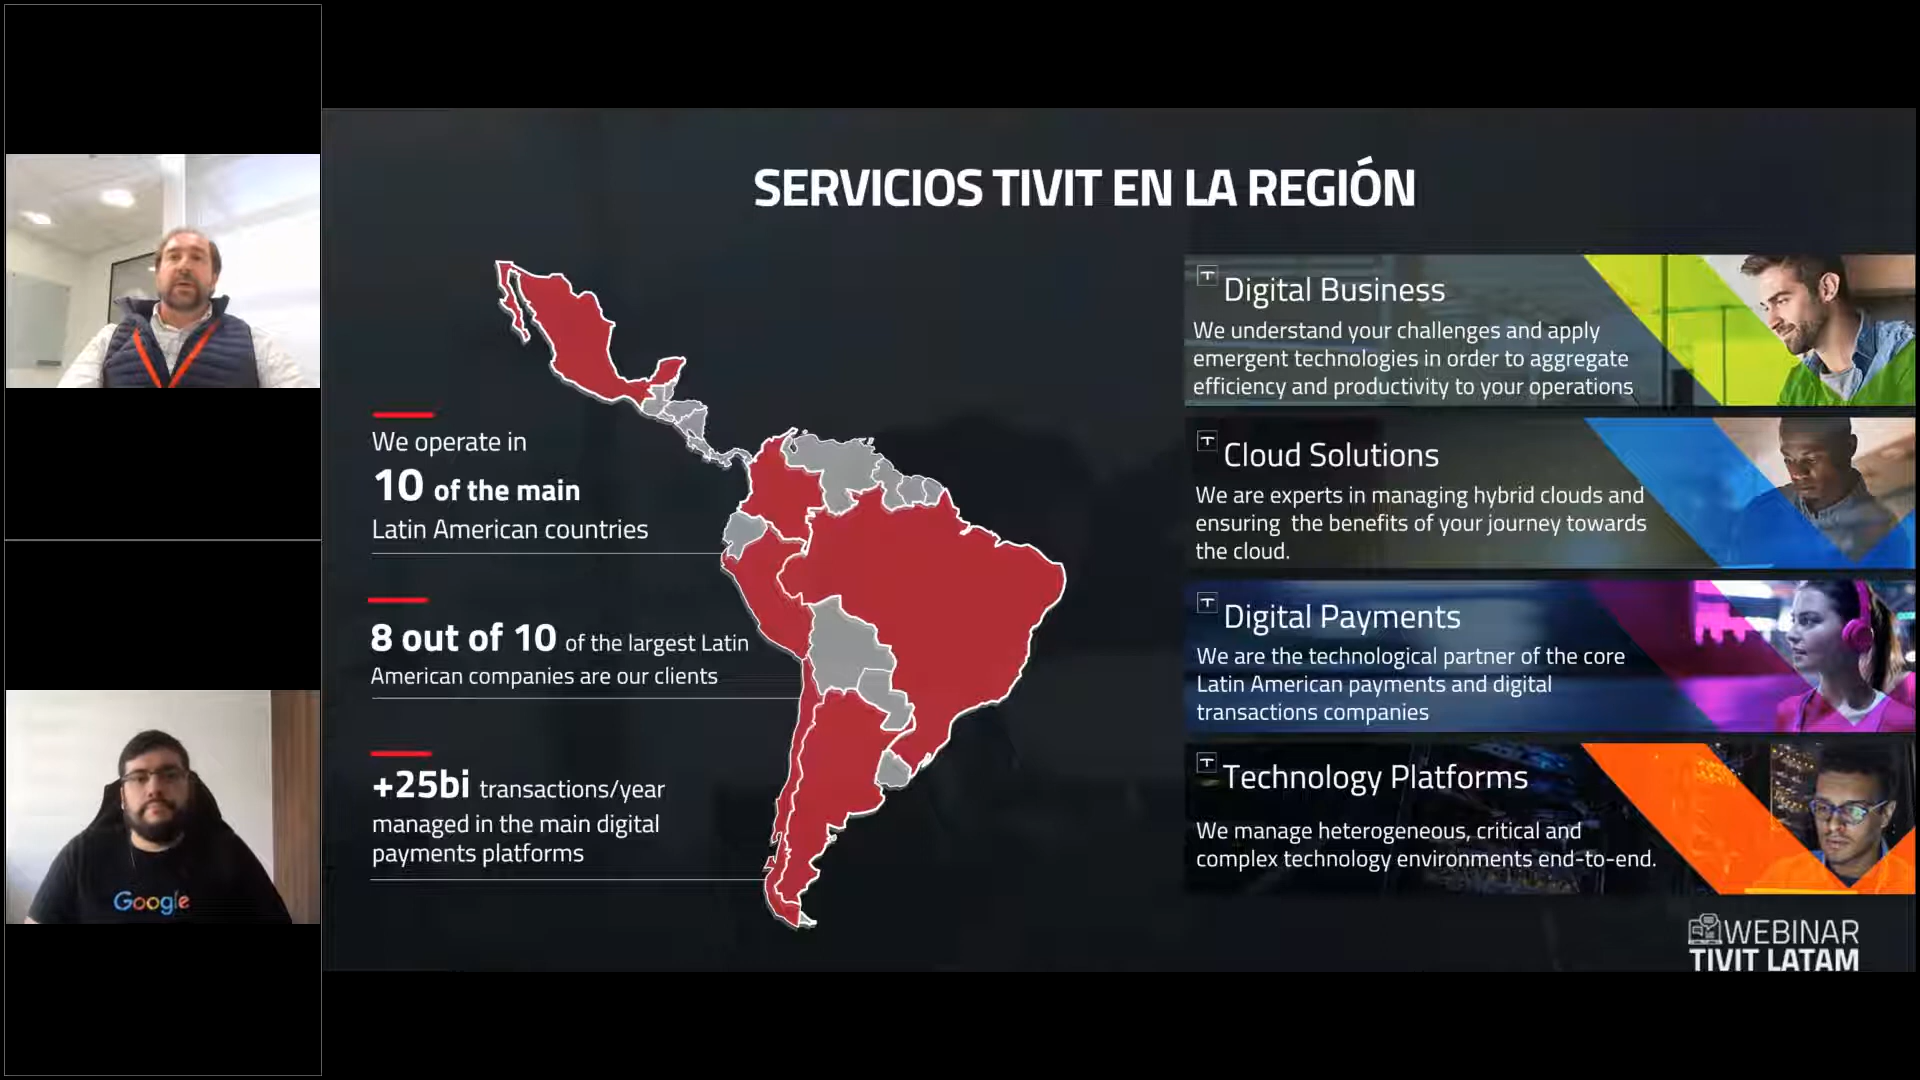 SERVICIOS TIVIT EN LA REGIÓN
We operate in
10 of the main
Latin American countries
8 out of 10 of the largest Latin
American companies are our clients
+25bi transactions/year
managed in the main digital
payments platforms
Digital Business
We understand your challenges and apply
emergent technologies in order to aggregate
efficiency and productivity to your operations
Cloud Solutions
We are experts in managing hybrid clouds and
ensuring the benefits of your journey towards
the cloud.
Digital Payments
We are the technological partner of the core
Latin American payments and digital
transactions companies
Technology Platforms
We manage heterogeneous, critical and
complex technology environments end-to-end.
WEBINAR
TIVIT LATAM
Google